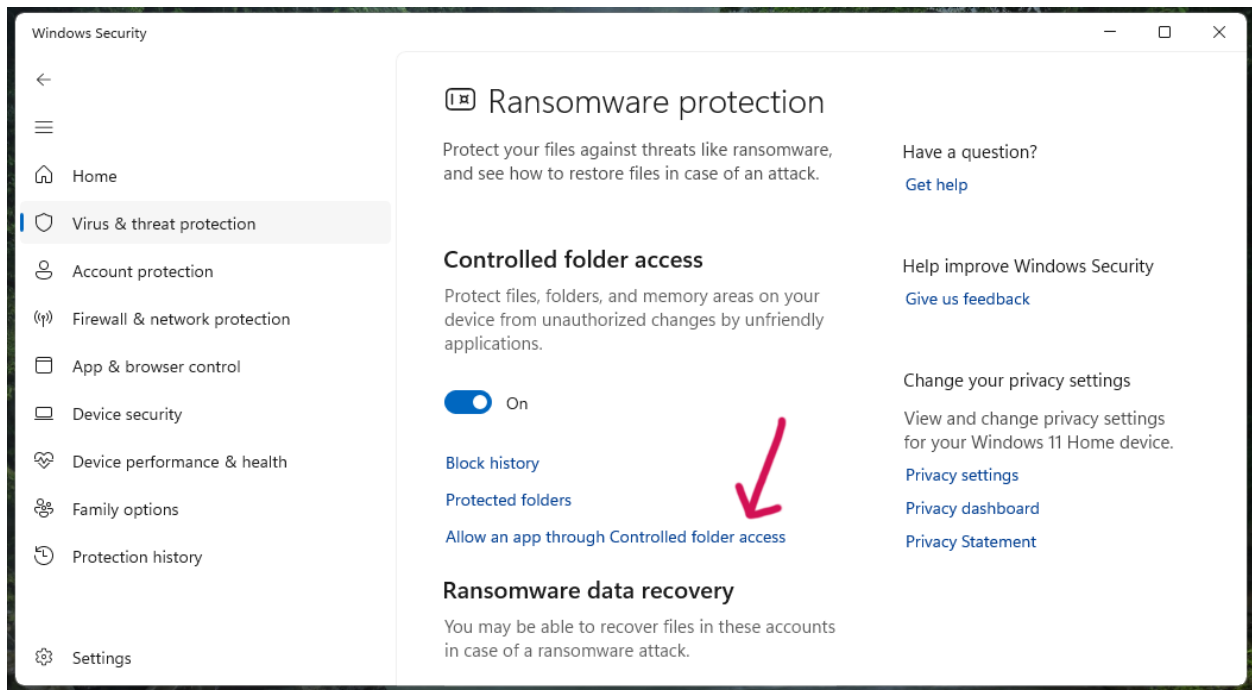 Windows Security
Home
Virus & threat protection
Account protection
Firewall & network protection
App & browser control
Device security
Device performance & health
Family options
Protection history
Settings
Ransomware protection
Protect your files against threats like ransomware,
and see how to restore files in case of an attack.
Controlled folder access
Protect files, folders, and memory areas on your
device from unauthorized changes by unfriendly
applications.
On
Block history
Protected folders
Allow an app through Controlled folder access
Ransomware data recovery
You may be able to recover files in these accounts
in case of a ransomware attack.
Have a question?
Get help
Help improve Windows Security
Give us feedback
Change your privacy settings
View and change privacy settings
for your Windows 11 Home device.
Privacy settings
Privacy dashboard
Privacy Statement